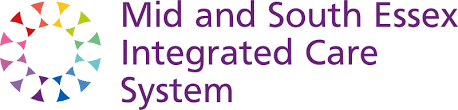 Mid and South Essex
Integrated Care
System